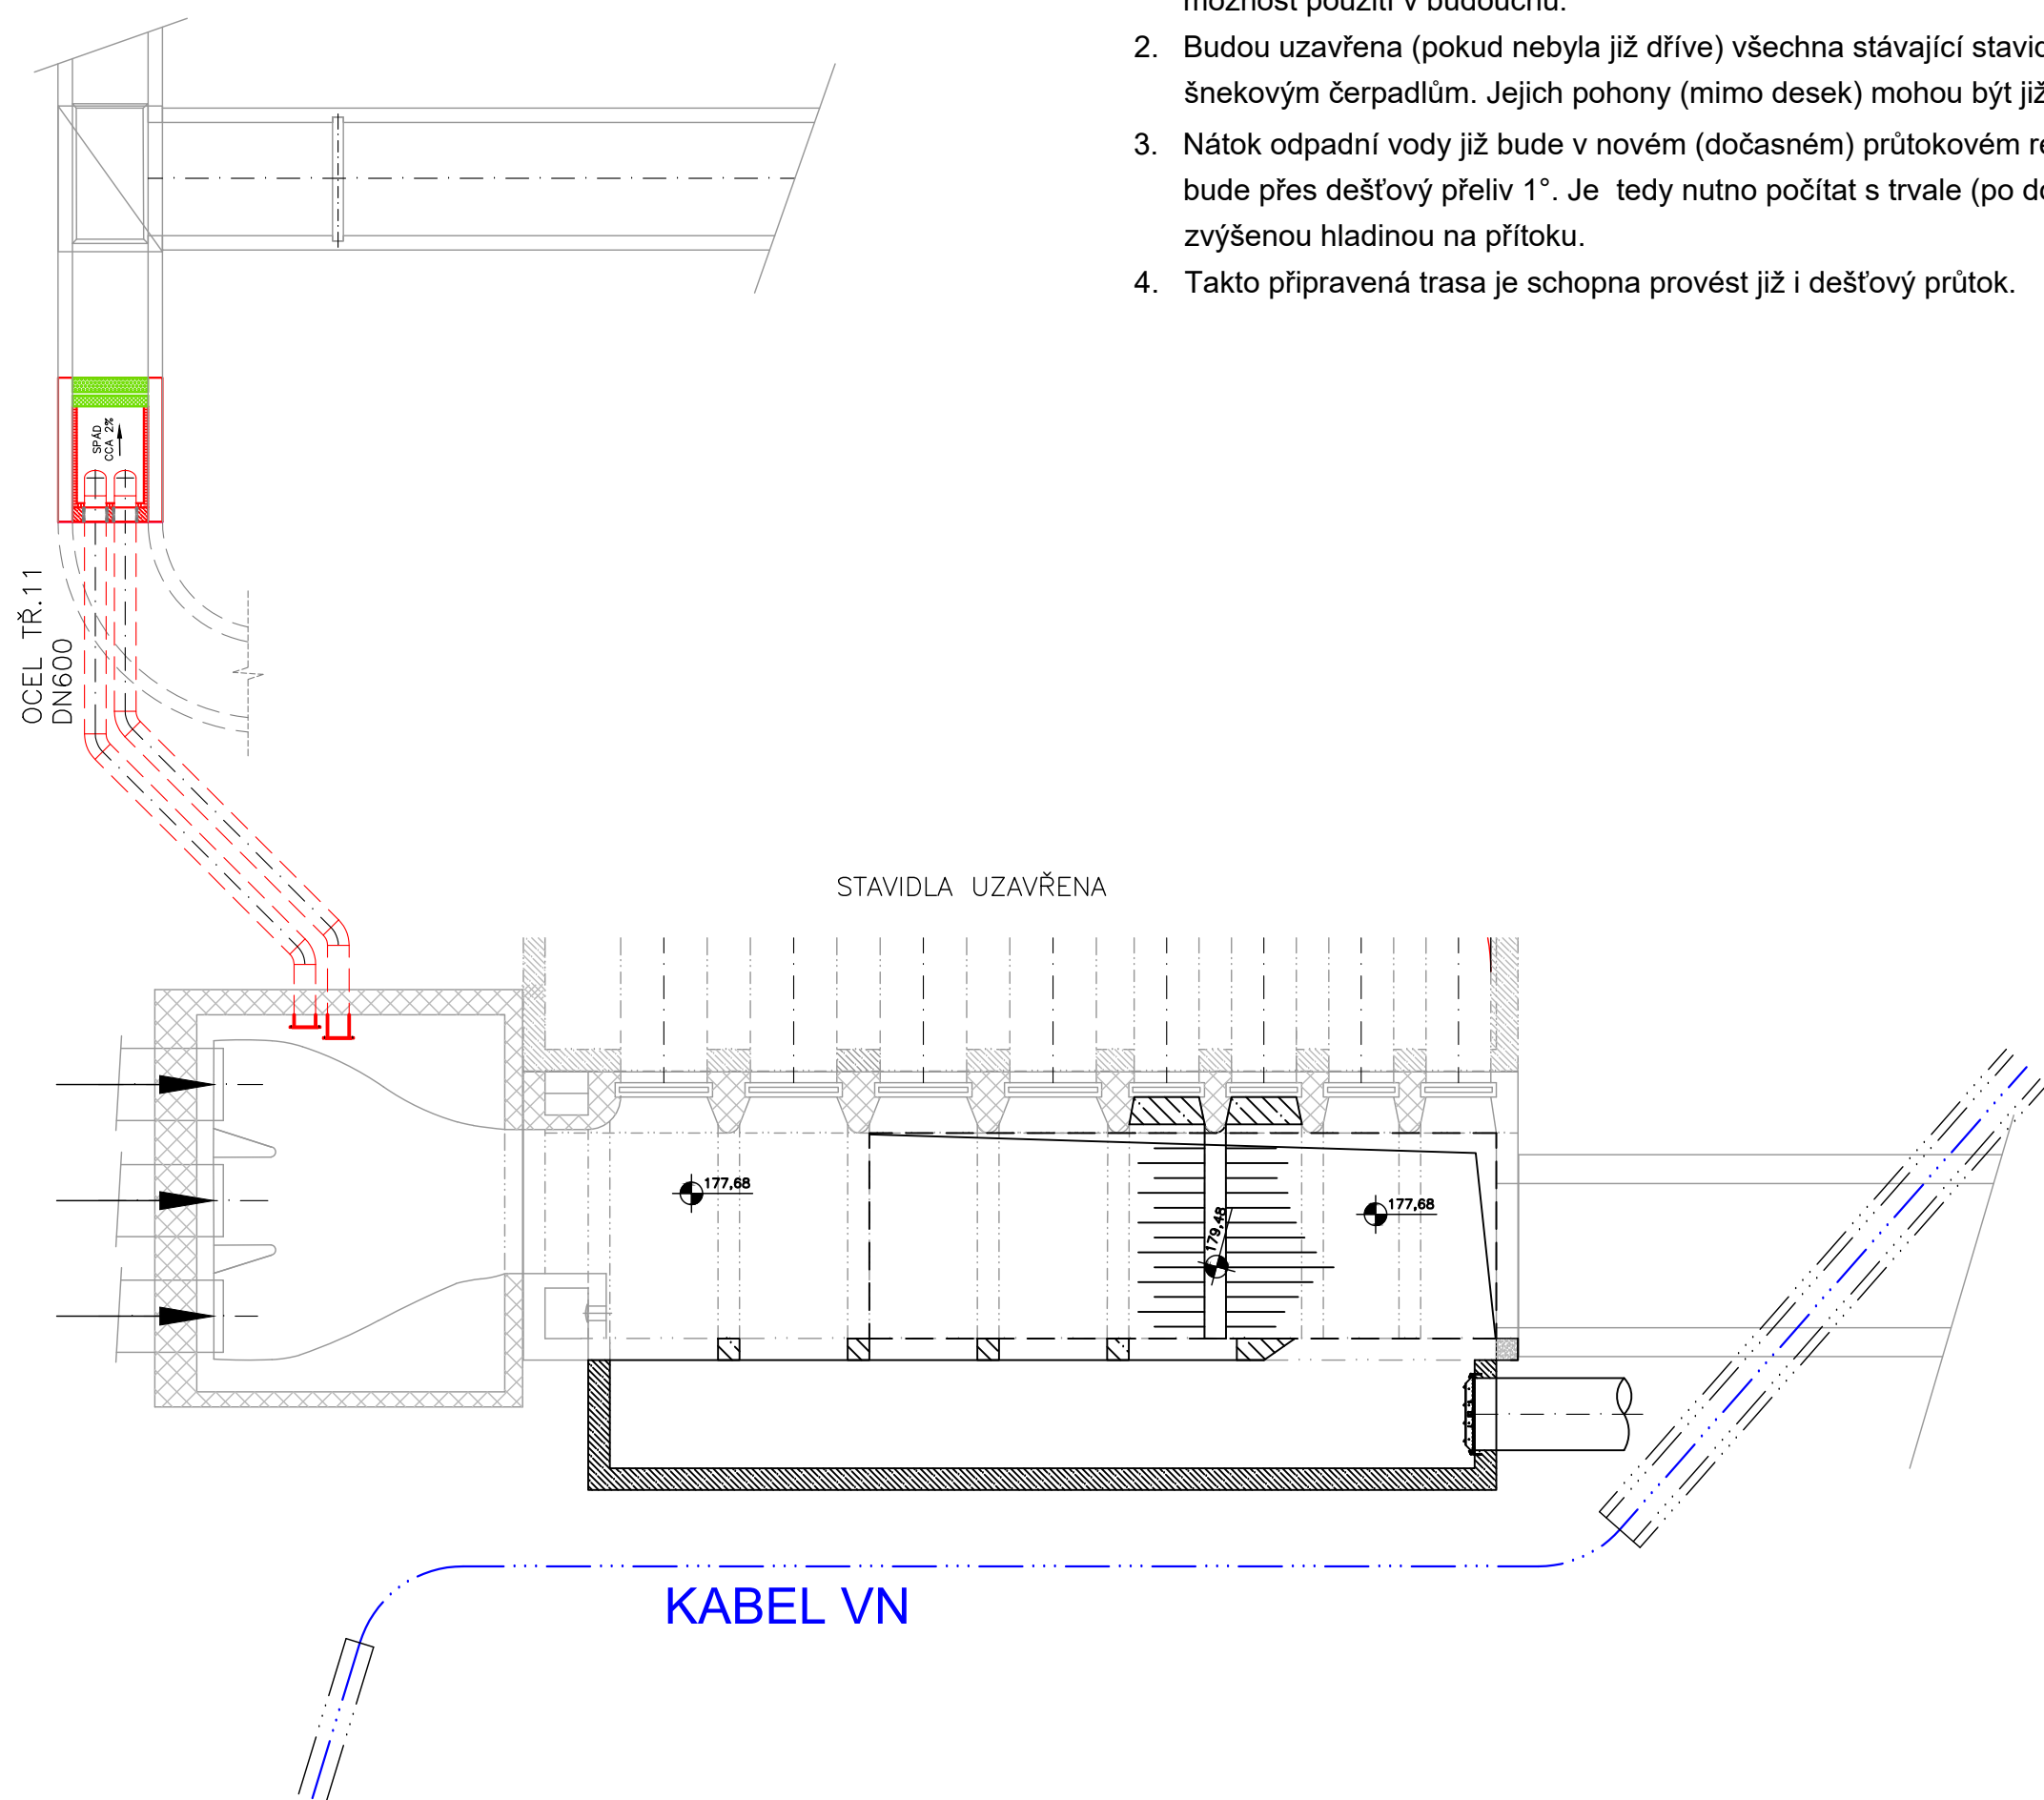 možnost použití v budoucnu.
2. Budou uzavřena (pokud nebyla již dříve) všechna stávající
šnekovým čerpadlům. Jejich pohony (mimo desek) mohou být již
3. Nátok odpadní vody již bude v novém (dočasném) průtokovém
bude přes dešťový přeliv 1°. Je tedy nutno počítat s trvale (po
zvýšenou hladinou na přítoku.
4. Takto připravená trasa je schopna provést již i dešťový průtok.
SPÁD
CCA 2%
OCEL TŘ.11
DN600
STAVIDLA UZAVŘENA
177,68
179,48
177,68
KABEL VN